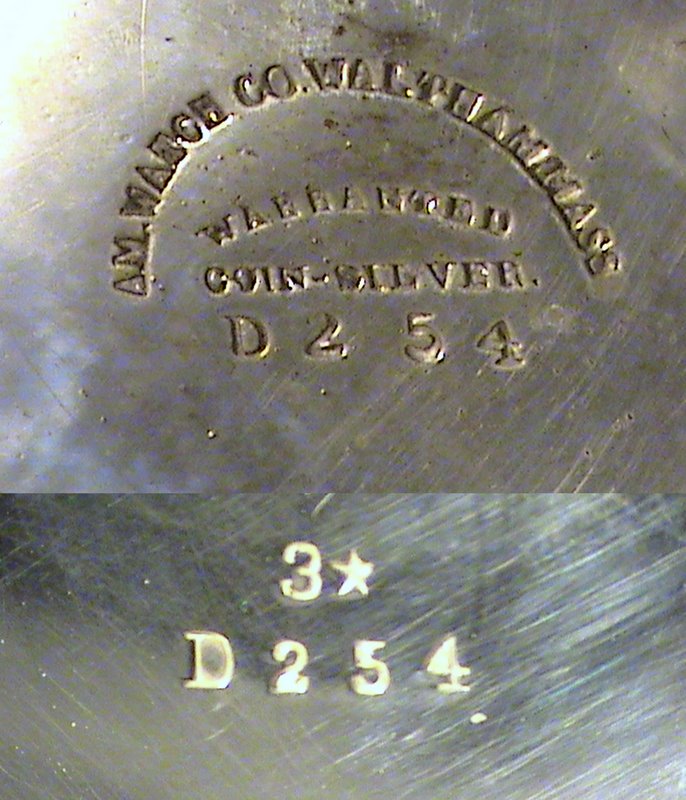 AM. WATCH CO. WALTHAM MASS
WARRANTED
COIN-SILVER.
D 2 5 4
3★
D 2 5 4